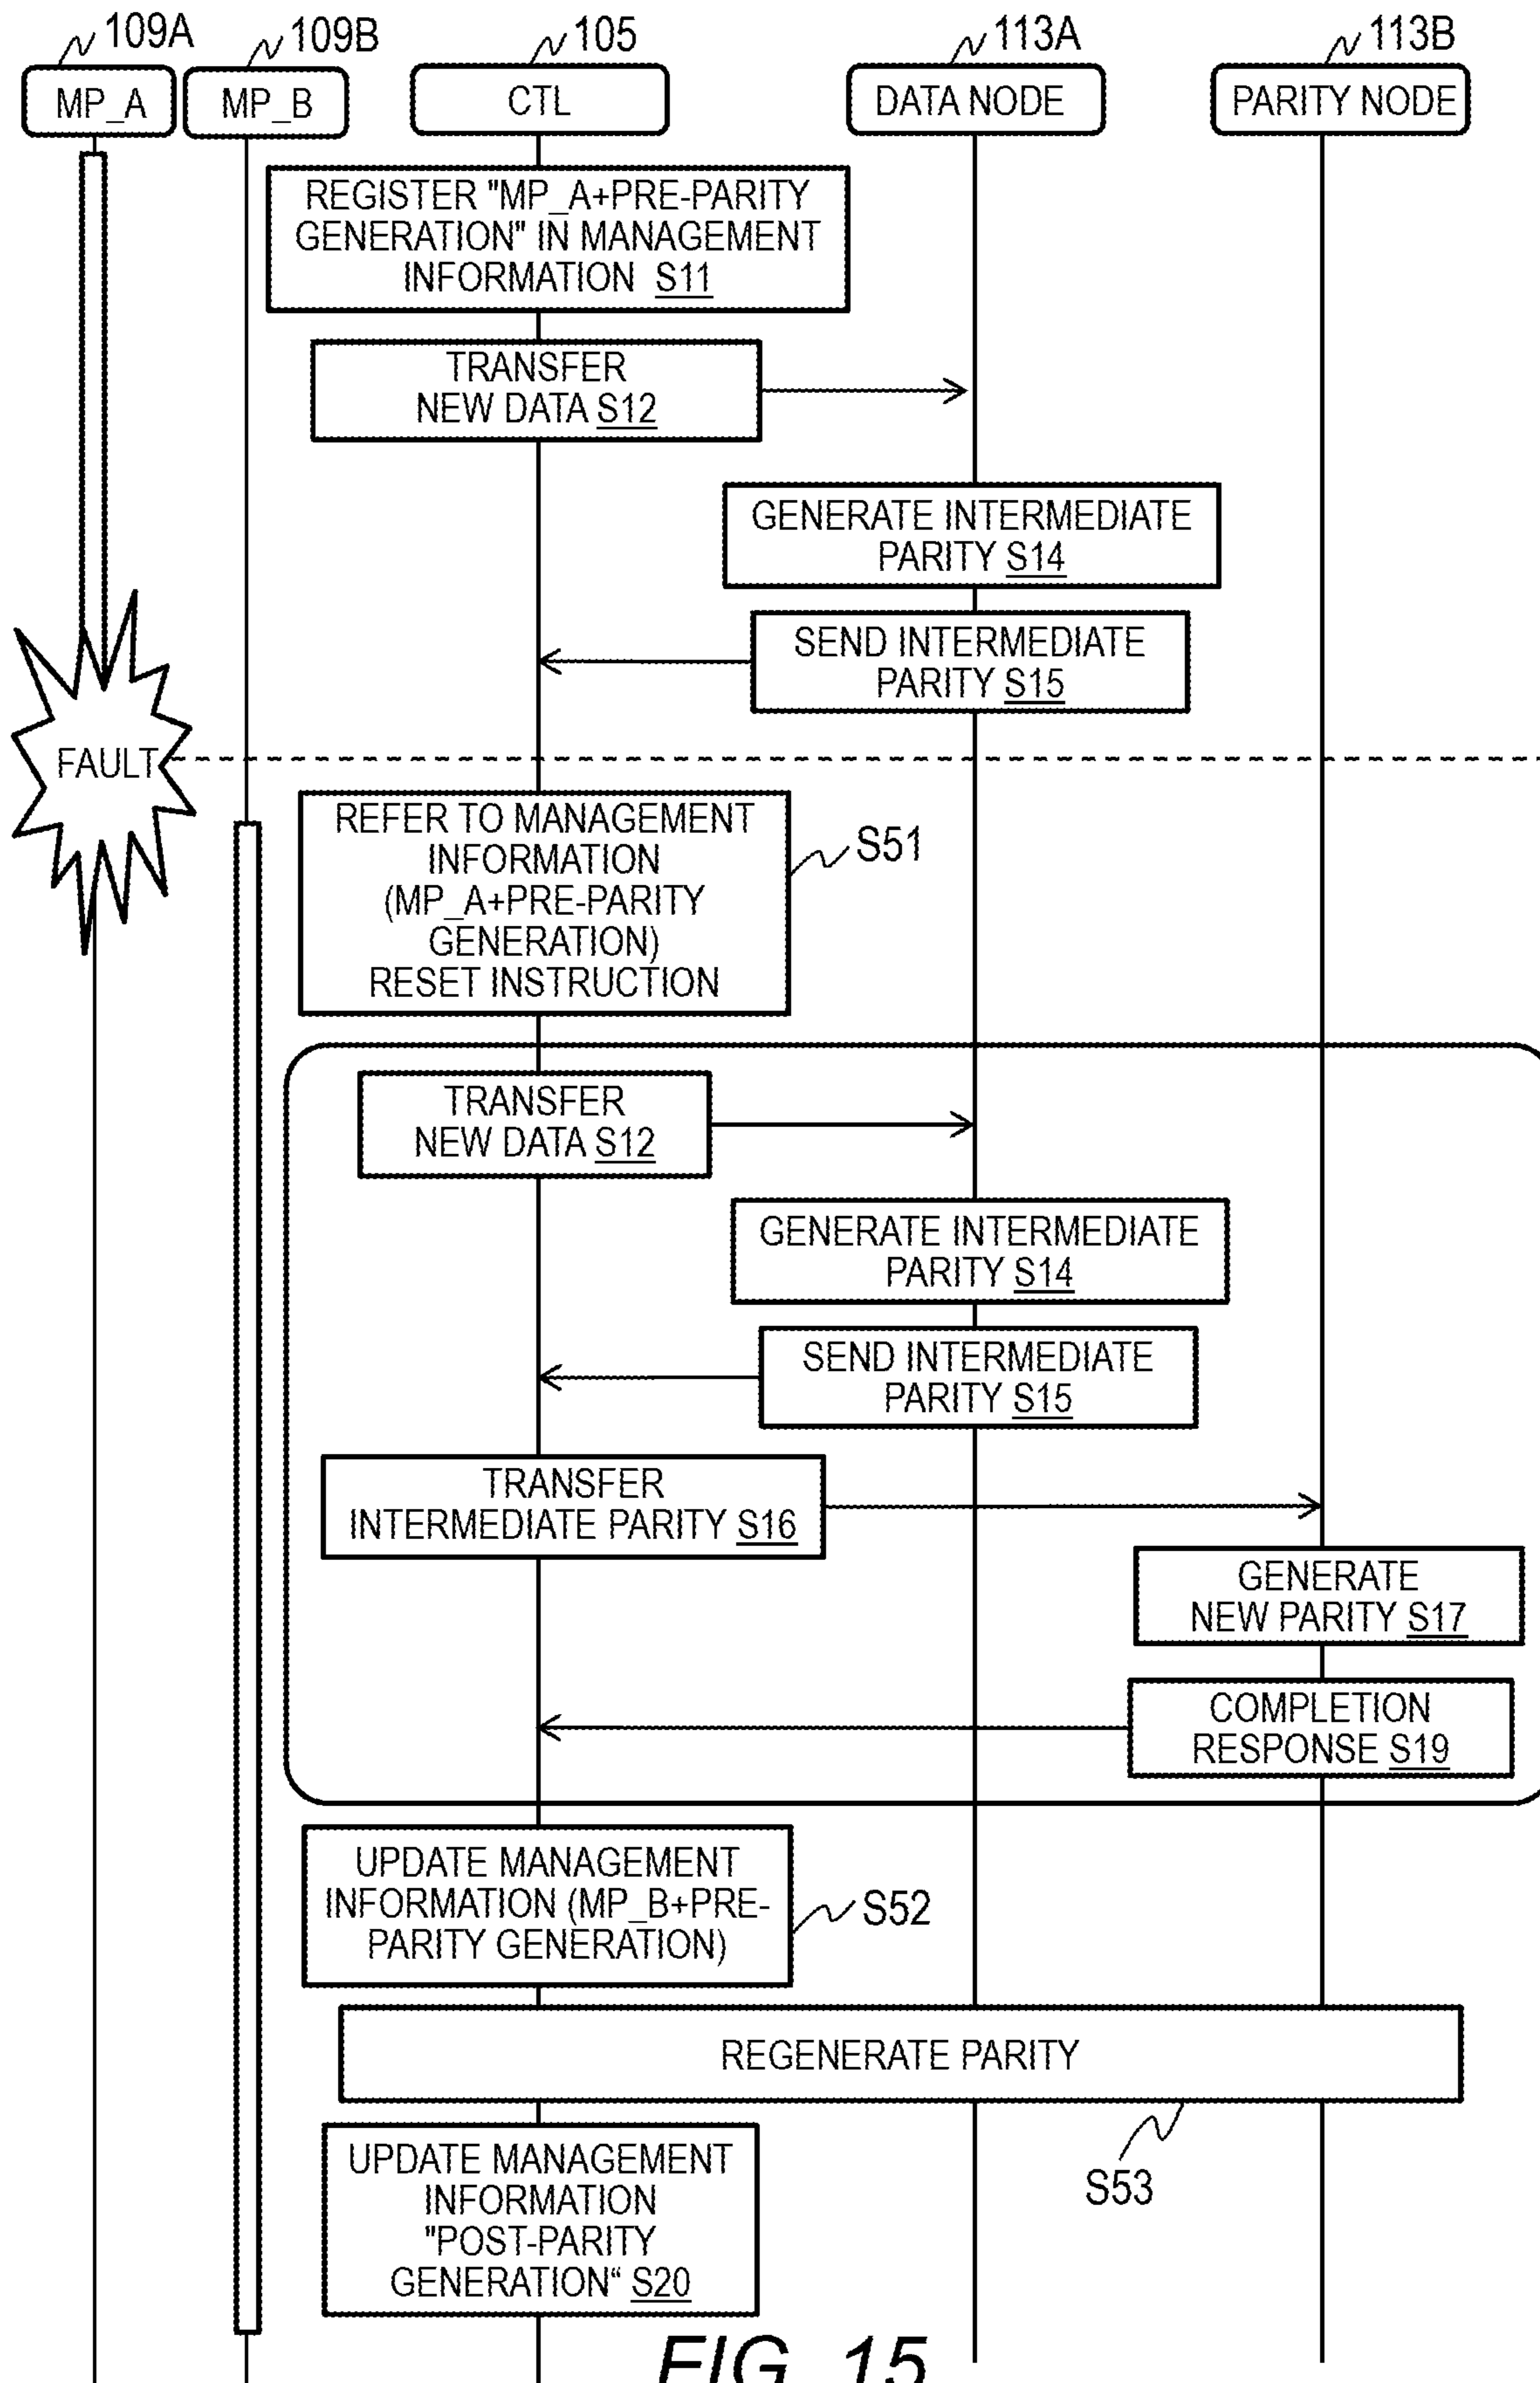 109A
109B
105
113A
113B
MP_A
MP_B
CTL
DATA NODE
PARITY NODE
REGISTER "MP_A+PRE-PARITY
GENERATION" IN MANAGEMENT
INFORMATION S11
TRANSFER
NEW DATA S12
GENERATE INTERMEDIATE
PARITY S14
SEND INTERMEDIATE
PARITY S15
FAULT
REFER TO MANAGEMENT
INFORMATION
(MP_A+PRE-PARITY
GENERATION)
RESET INSTRUCTION
S51
TRANSFER
NEW DATA S12
GENERATE INTERMEDIATE
PARITY S14
SEND INTERMEDIATE
PARITY S15
TRANSFER
INTERMEDIATE PARITY S16
GENERATE
NEW PARITY S17
COMPLETION
RESPONSE S19
UPDATE MANAGEMENT
INFORMATION (MP_B+PRE-
PARITY GENERATION)
S52
REGENERATE PARITY
S53
UPDATE MANAGEMENT
INFORMATION
"POST-PARITY
GENERATION“ S20
FIG. 15